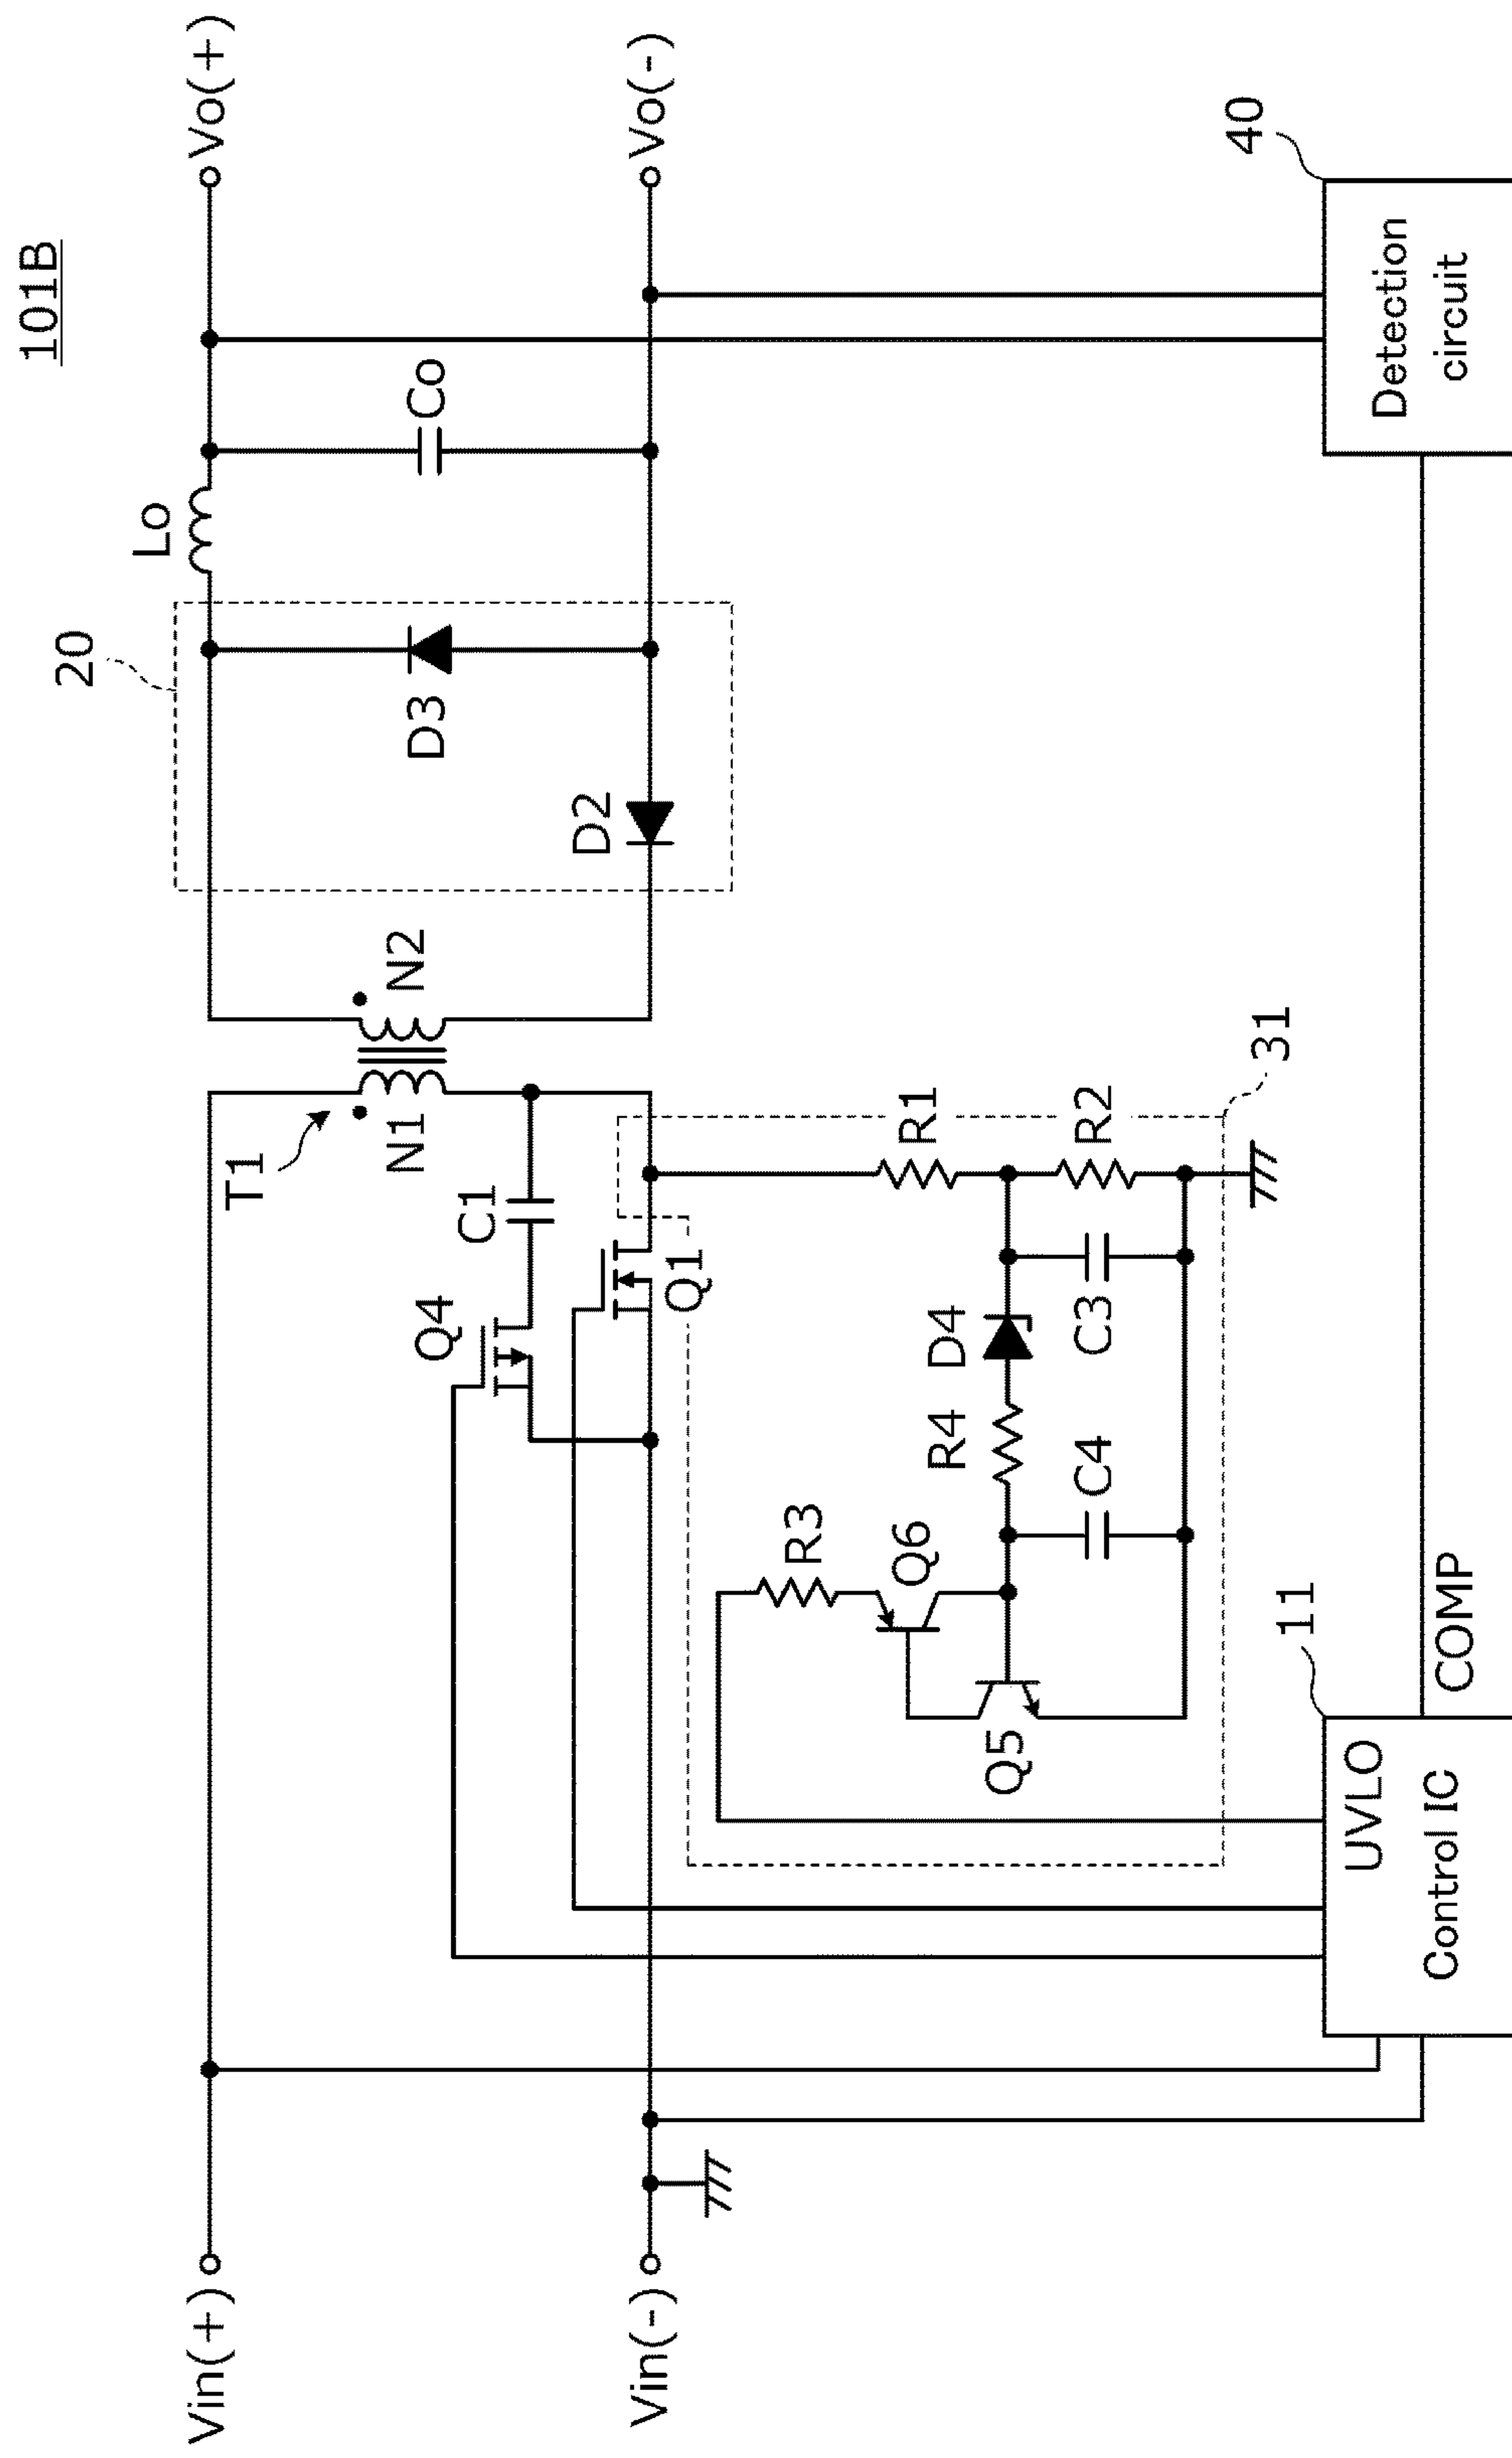 101B
20
Lo
Vo(+)
Vin(+)
T1
N1
N2
D3
Co
Q4
C1
D2
Vo(-)
Vin(-)
Q1
R3
Q6
R4
D4
R1
Q5
C4
C3
R2
31
11
40
UVLO
Control IC
COMP
Detection
circuit